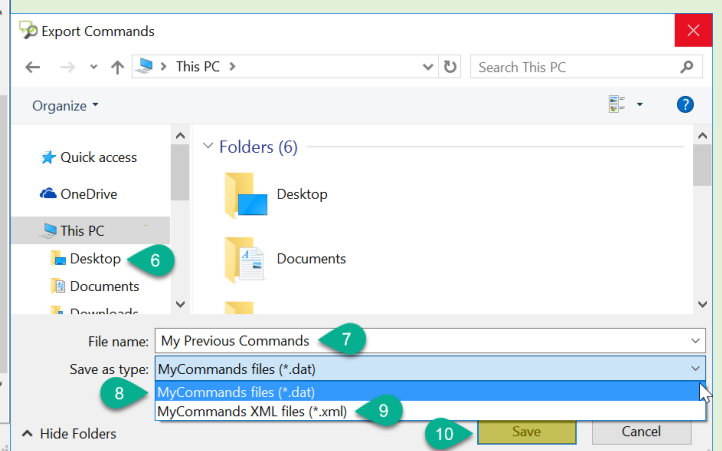 Export Commands
This PC
Search This PC
Organize
?
Quick access
OneDrive
This PC
Desktop 6
Documents
Downloads
Folders (6)
Desktop
Documents
File name: My Previous Commands 7
Save as type: MyCommands files (*.dat)
8 MyCommands files (*.dat)
MyCommands XML files (*.xml) 9
Hide Folders
10 Save
Cancel